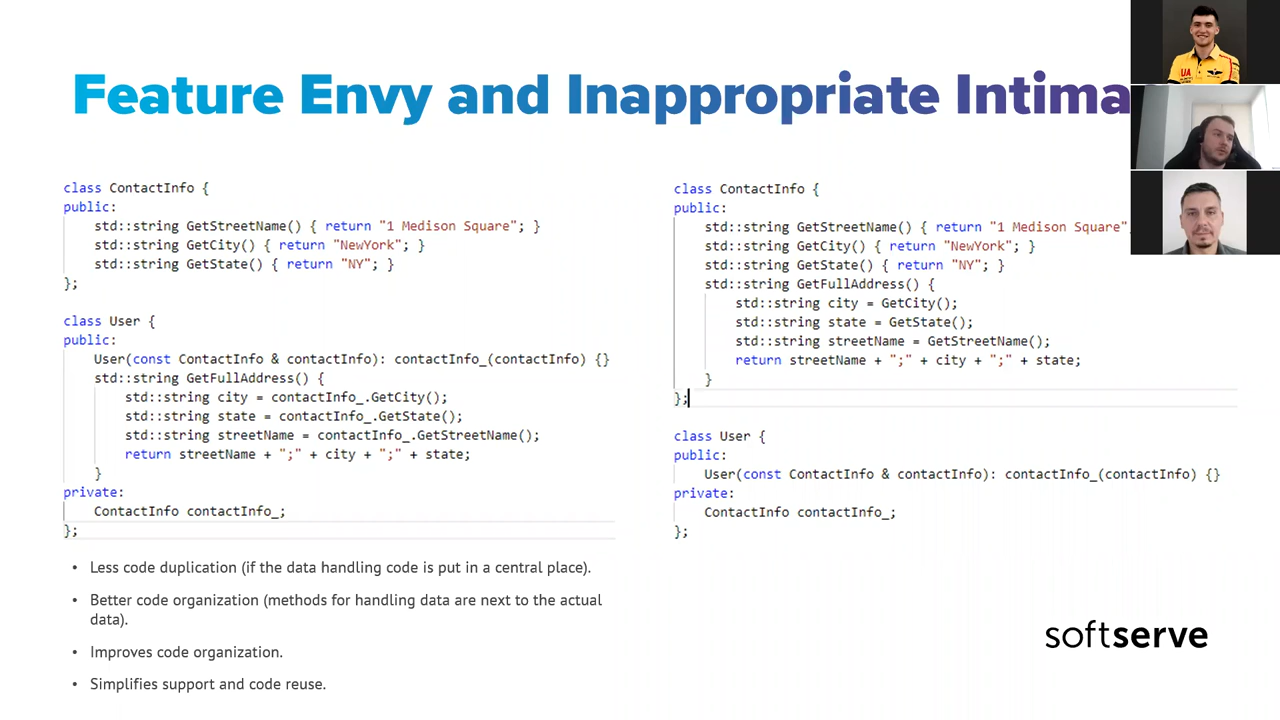 Feature Envy and Inappropriate Intima
class ContactInfo {
public:
std::string GetStreetName() { return "1 Medison Square"; }
std::string GetCity() { return "NewYork"; }
std::string GetState() { return "NY"; }
};
class User {
public:
User(const ContactInfo & contactInfo): contactInfo_(contactInfo) {}
std::string GetFullAddress() {
std::string city = contactInfo_.GetCity();
std::string state = contactInfo_.GetState();
std::string streetName = contactInfo_.GetStreetName();
return streetName + ";" + city + ";" + state;
}
private:
ContactInfo contactInfo_;
};
• Less code duplication (if the data handling code is put in a central place).
• Better code organization (methods for handling data are next to the actual
data).
• Improves code organization.
• Simplifies support and code reuse.
class ContactInfo {
public:
std::string GetStreetName() { return "1 Medison Square";
std::string GetCity() { return "NewYork"; }
std::string GetState() { return "NY"; }
std::string GetFullAddress() {
std::string city = GetCity();
std::string state = GetState();
std::string streetName = GetStreetName();
return streetName + ";" + city + ";" + state;
}
};
class User {
public:
User(const ContactInfo & contactInfo): contactInfo_(contactInfo) {}
private:
ContactInfo contactInfo_;
};
softserve
UA